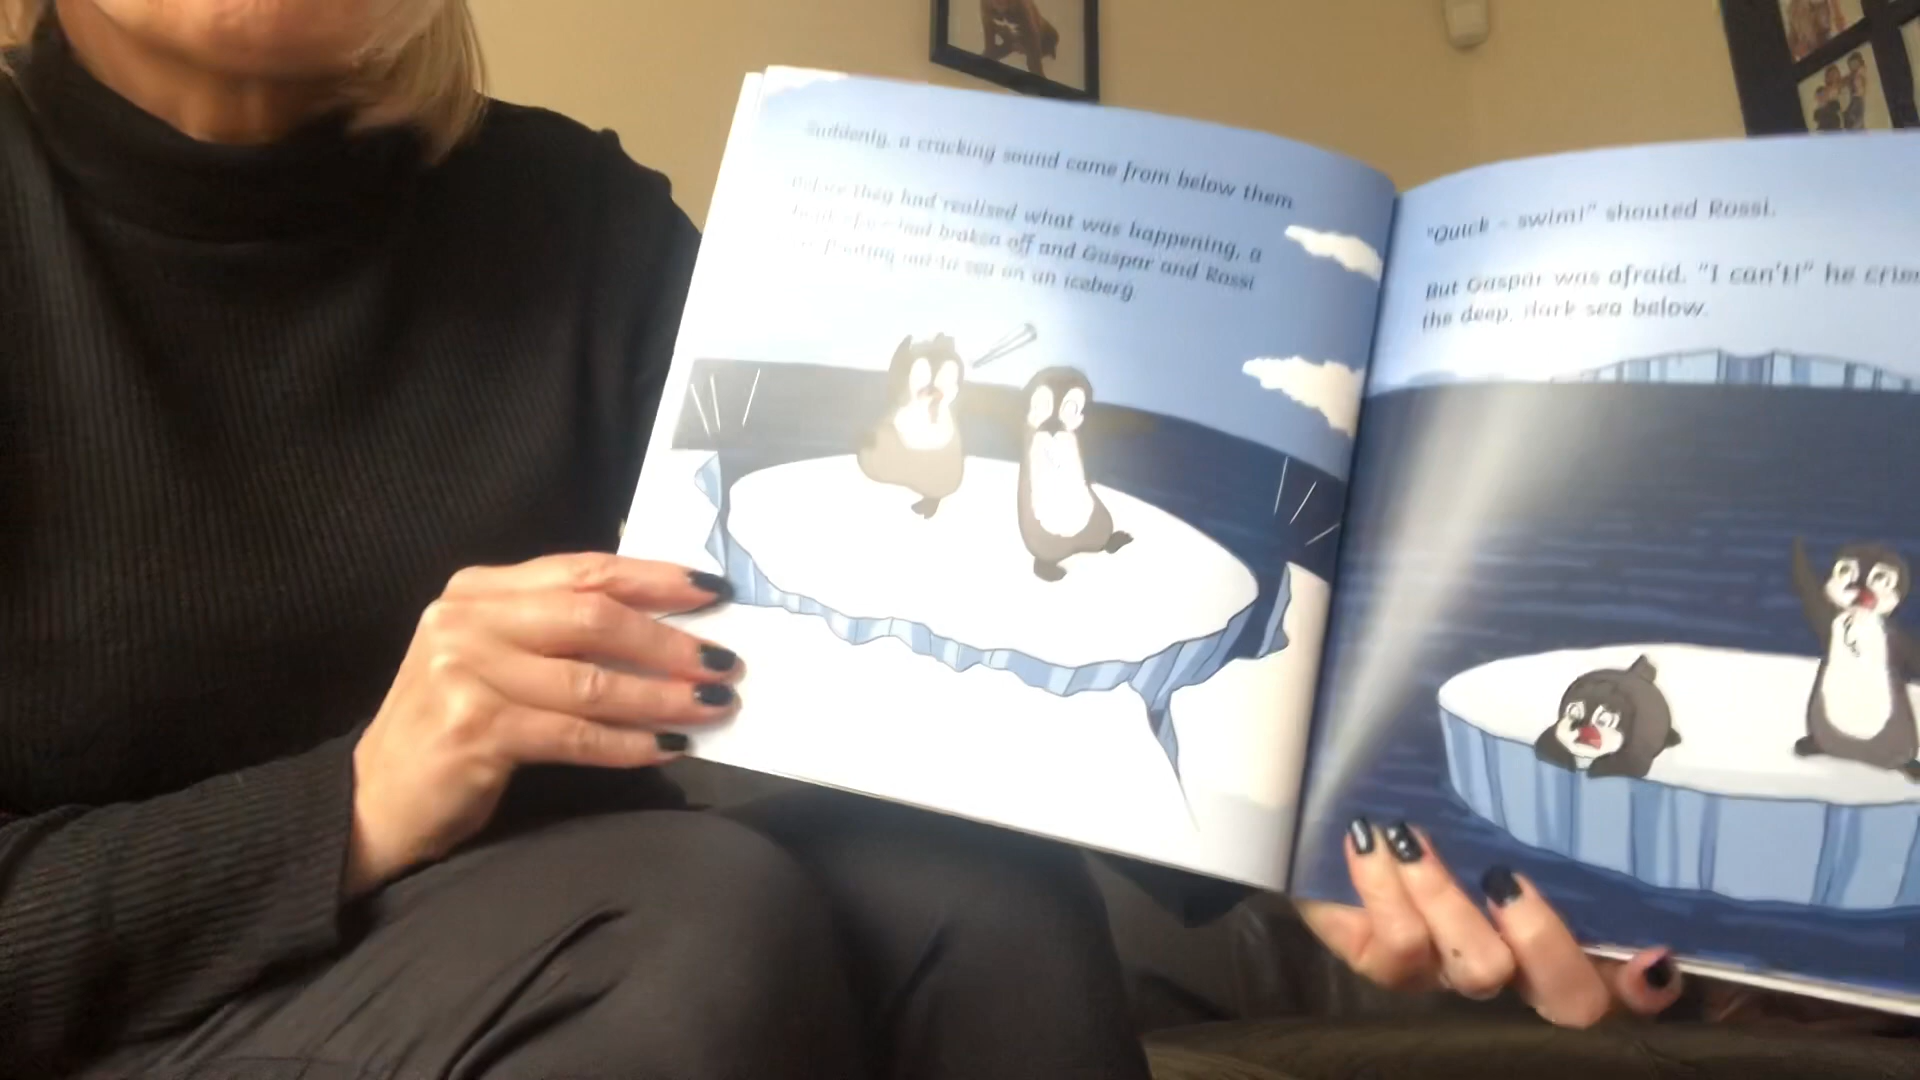 Suddenly, a cracking sound came from below them
Before they had realised what was happening, a
had broken off and Gaspar and Rossi
floating out to sea on an iceberg.
"Quick - swim!" shouted Rossi.
But Gaspar was afraid. "I can't!" he cried
the deep, dark sea below.